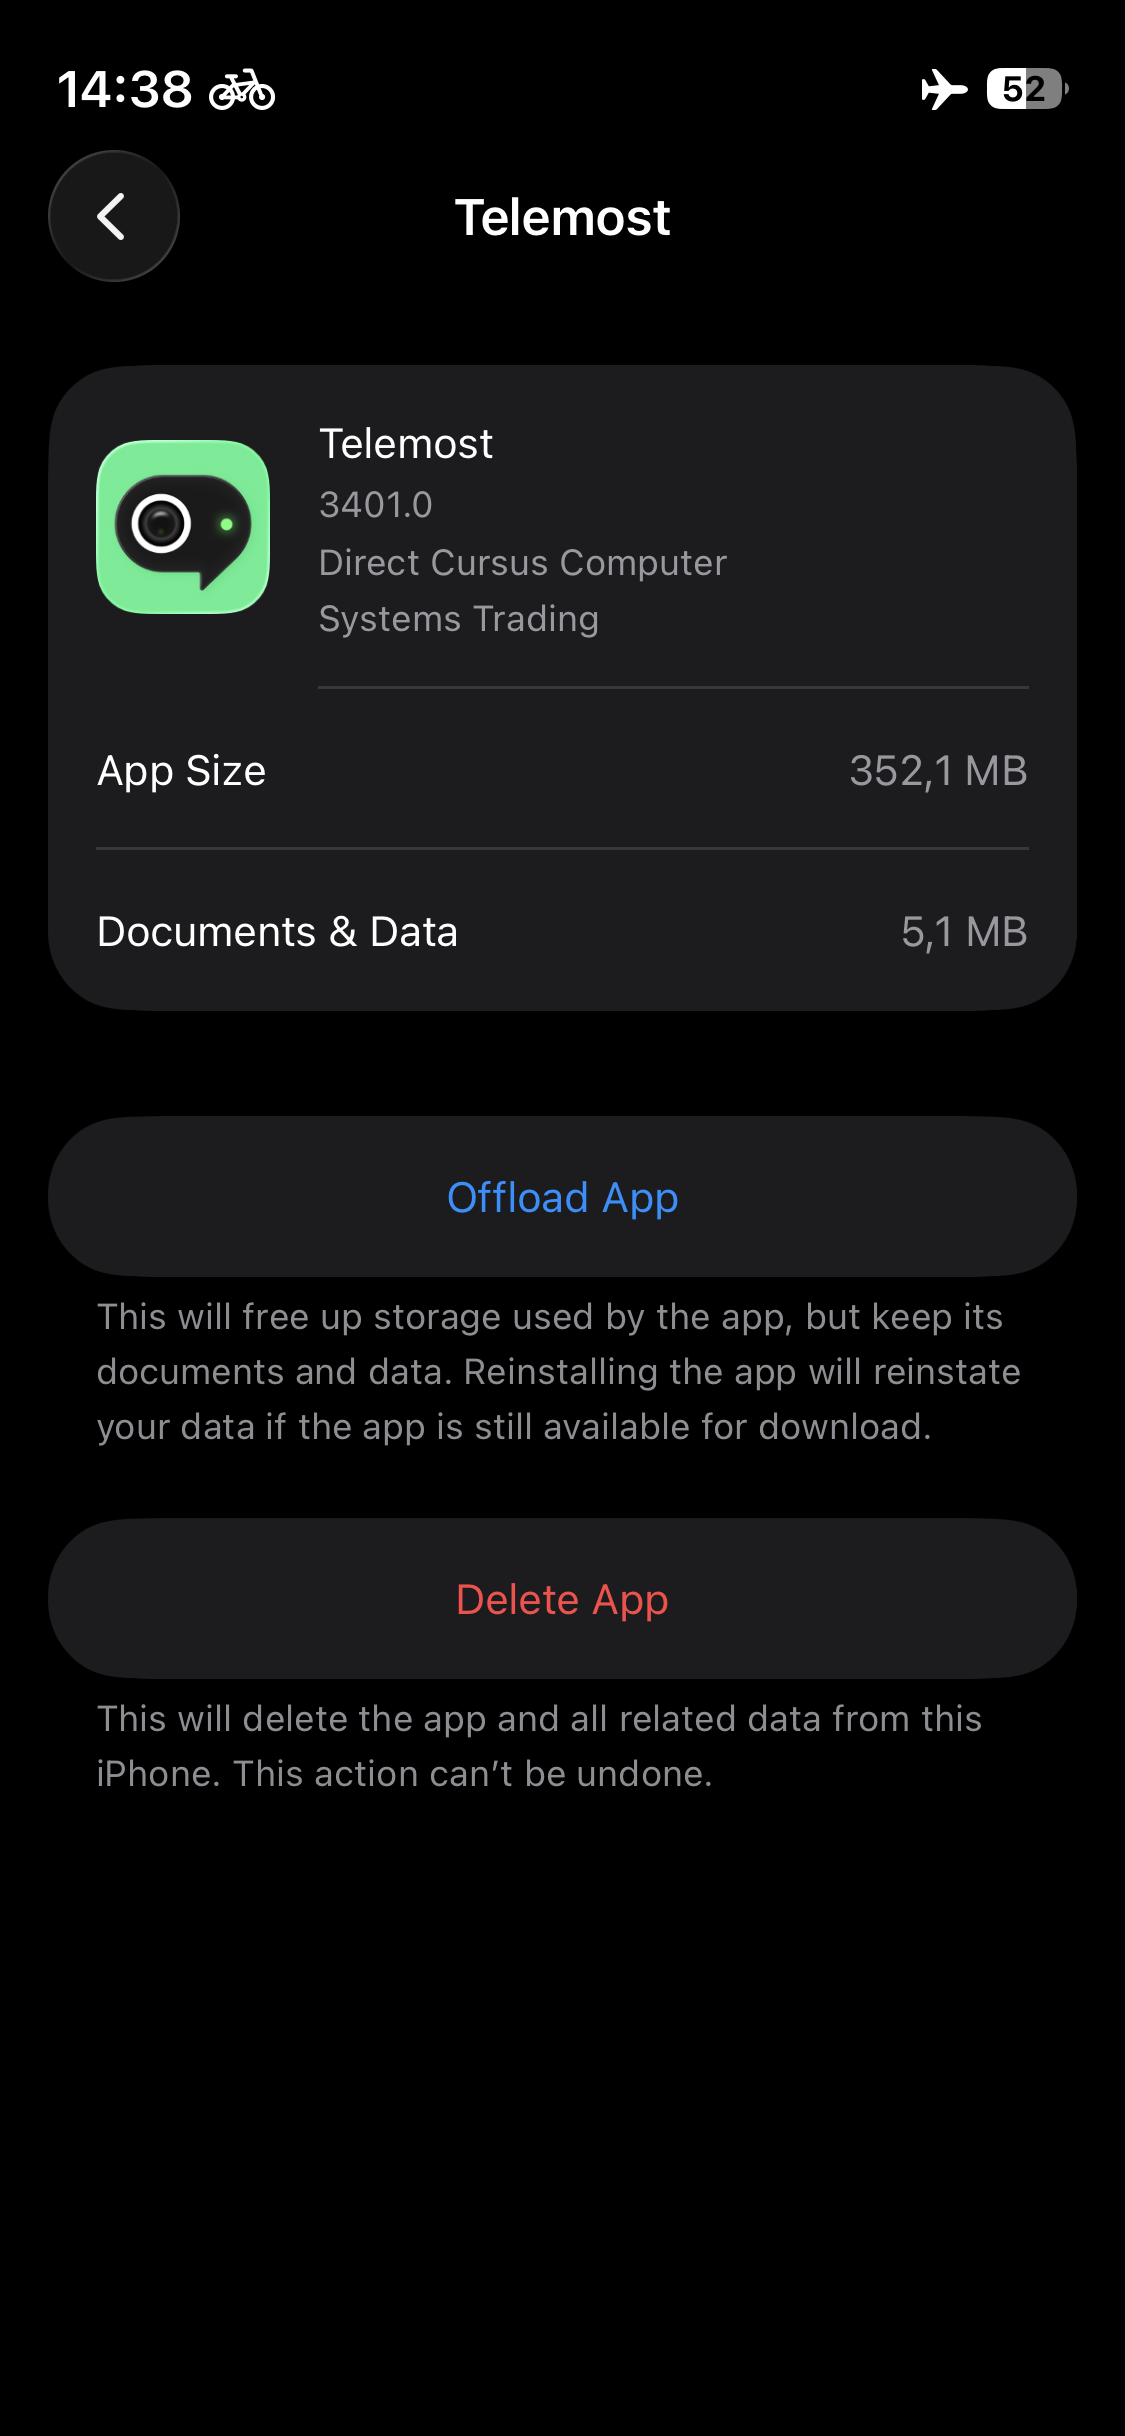 14:38
52
Telemost
Telemost
3401.0
Direct Cursus Computer
Systems Trading
App Size 352,1 MB
Documents & Data 5,1 MB
Offload App
This will free up storage used by the app, but keep its
documents and data. Reinstalling the app will reinstate
your data if the app is still available for download.
Delete App
This will delete the app and all related data from this
iPhone. This action can’t be undone.